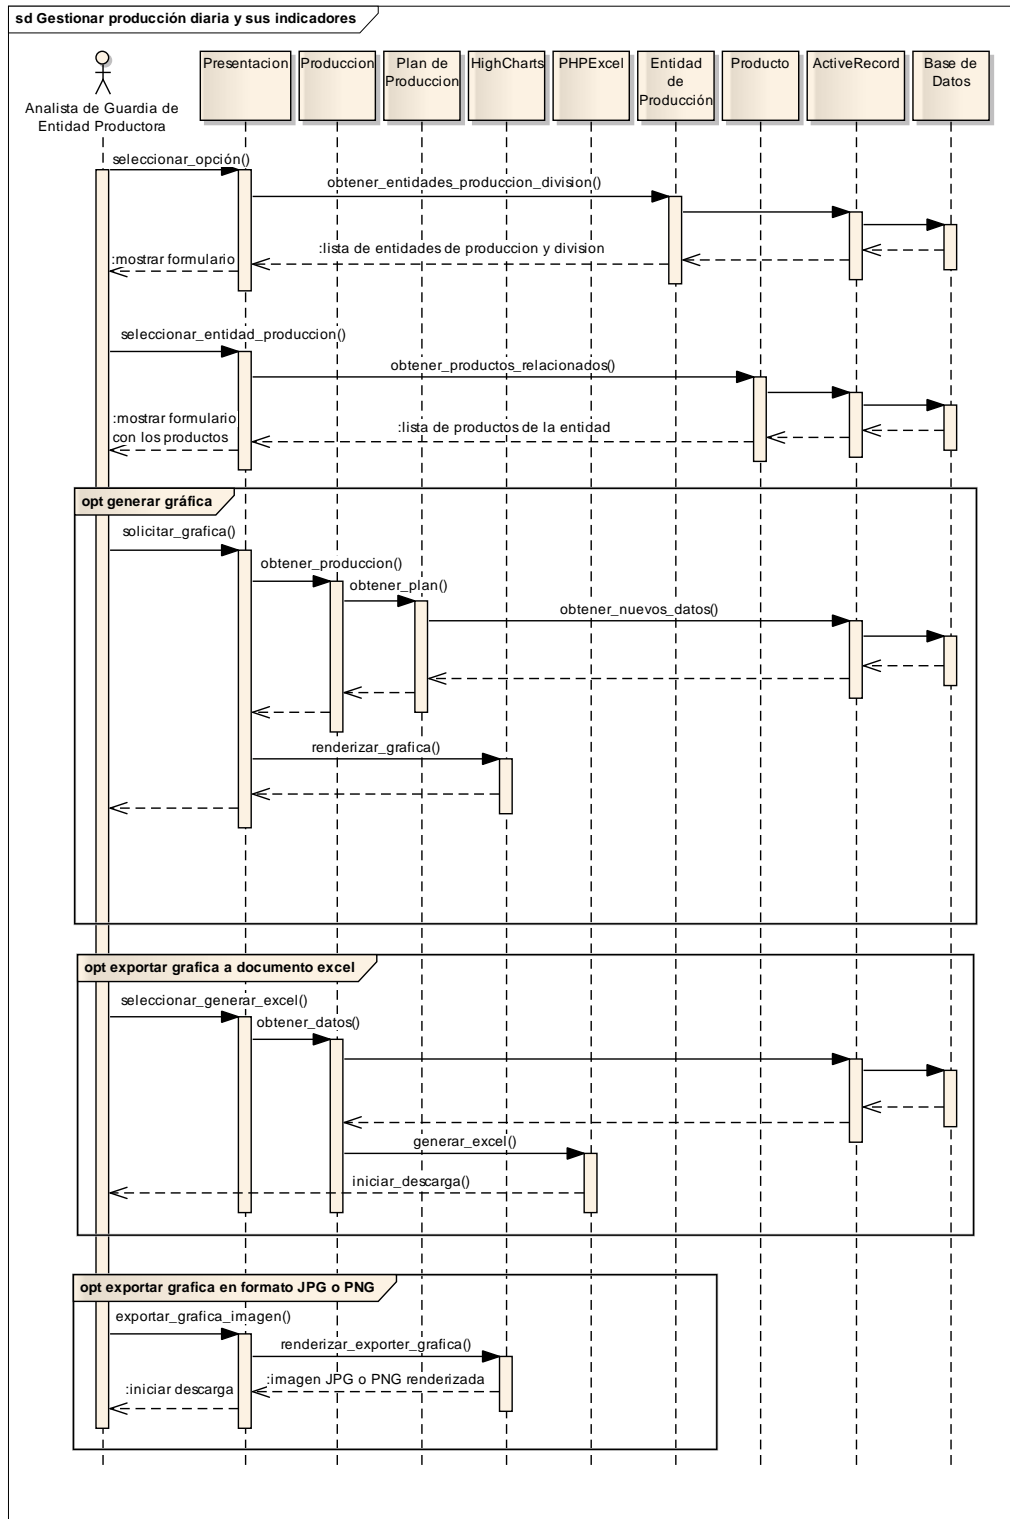 sd Gestionar producción diaria y sus indicadores
Analista de Guardia de
Entidad Productora
Presentacion
Produccion
Plan de
Produccion
HighCharts
PHPExcel
Entidad
de
Producción
Producto
ActiveRecord
Base de
Datos
seleccionar_opción()
obtener_entidades_produccion_division()
:lista de entidades de produccion y division
:mostrar formulario
seleccionar_entidad_produccion()
obtener_productos_relacionados()
:mostrar formulario
con los productos
:lista de productos de la entidad
opt generar gráfica
solicitar_grafica()
obtener_produccion()
obtener_plan()
obtener_nuevos_datos()
renderizar_grafica()
opt exportar grafica a documento excel
seleccionar_generar_excel()
obtener_datos()
generar_excel()
iniciar_descarga()
opt exportar grafica en formato JPG o PNG
exportar_grafica_imagen()
renderizar_exporter_grafica()
:imagen JPG o PNG renderizada
:iniciar descarga